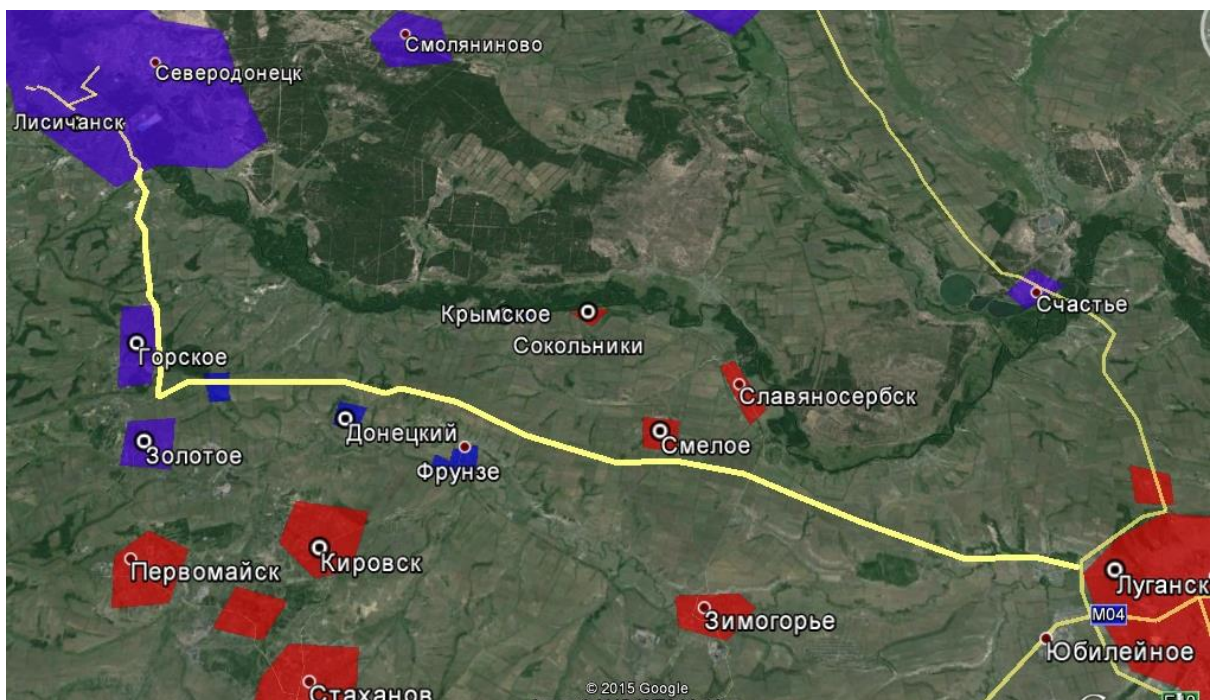 Смоляниново
Северодонецк
Лисичанск
Счастье
Крымское
Сокольники
Горское
Славяносербск
Донецкий
Смелое
Золотое
Фрунзе
Кировск
Первомайск
Луганск
Зимогорье
M04
Юбилейное
Стаханов
© 2015 Google